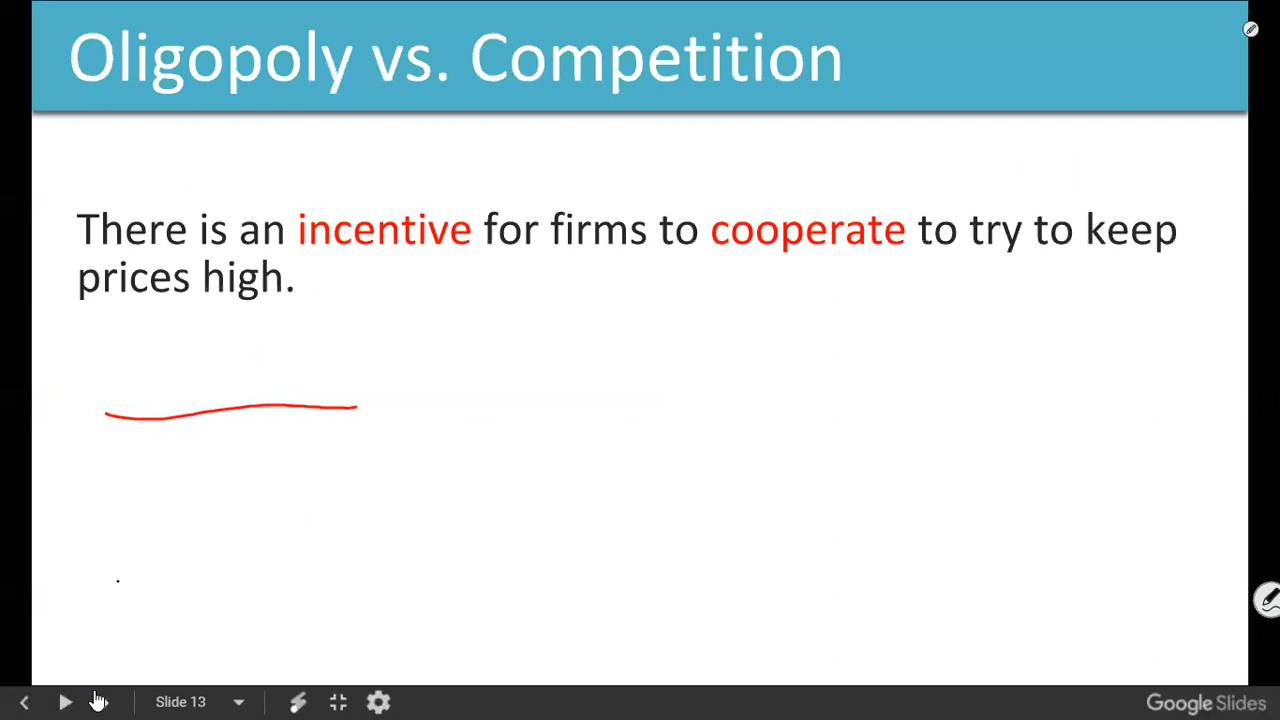 Oligopoly vs. Competition
There is an incentive for firms to cooperate to try to keep
prices high.
Slide 13
Google Slides